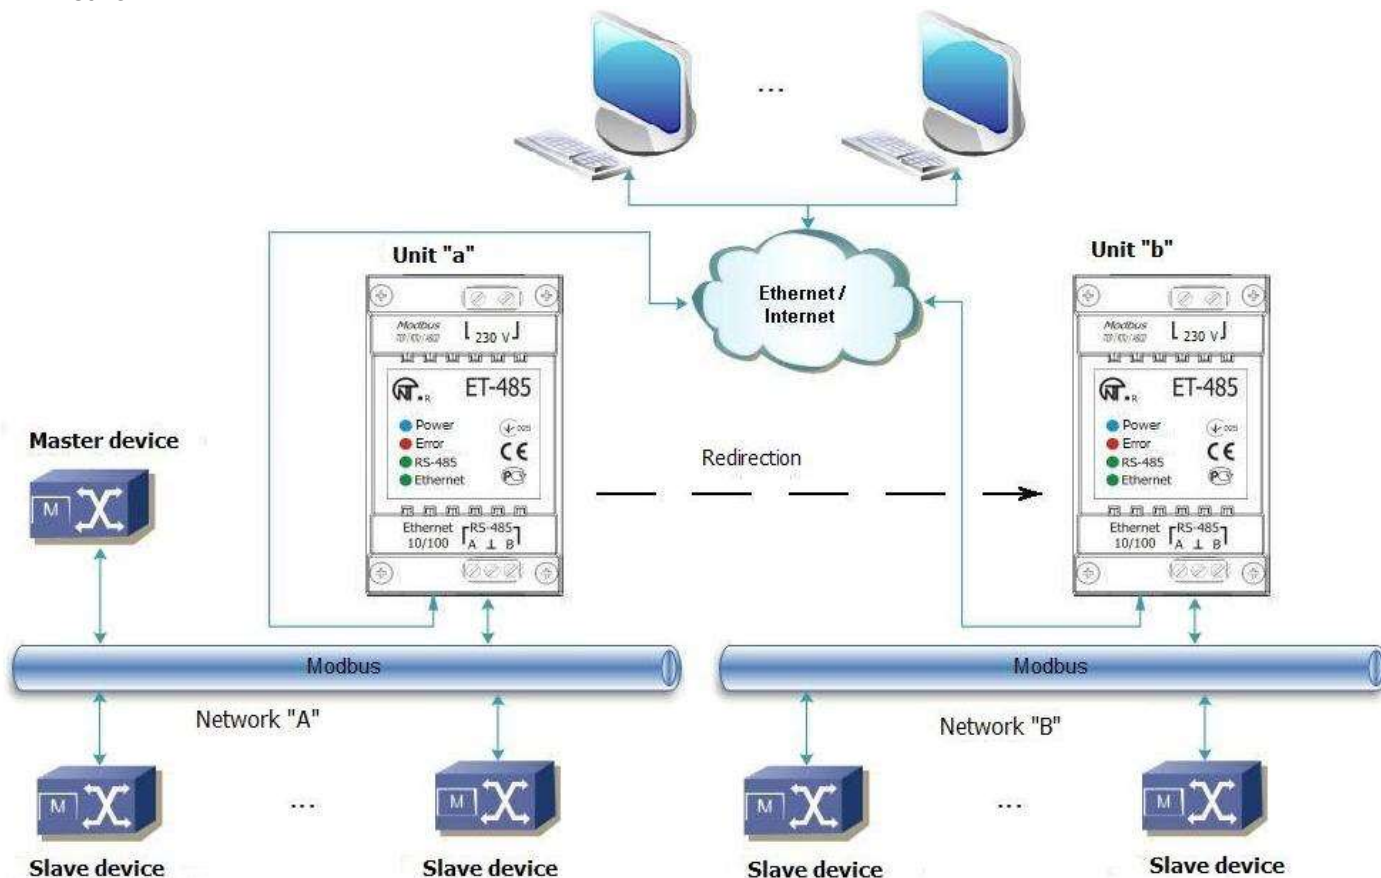 ...
Unit "a"
Unit "b"
Ethernet /
Internet
Modbus
230 V
ET-485
Power
Error
RS-485
Ethernet
CE
Ethernet
10/100
RS-485
A ⊥ B
Modbus
230 V
ET-485
Power
Error
RS-485
Ethernet
CE
Ethernet
10/100
RS-485
A ⊥ B
Redirection
Master device
M
Modbus
Modbus
Network "A"
Network "B"
M
...
M
M
...
M
Slave device
Slave device
Slave device
Slave device